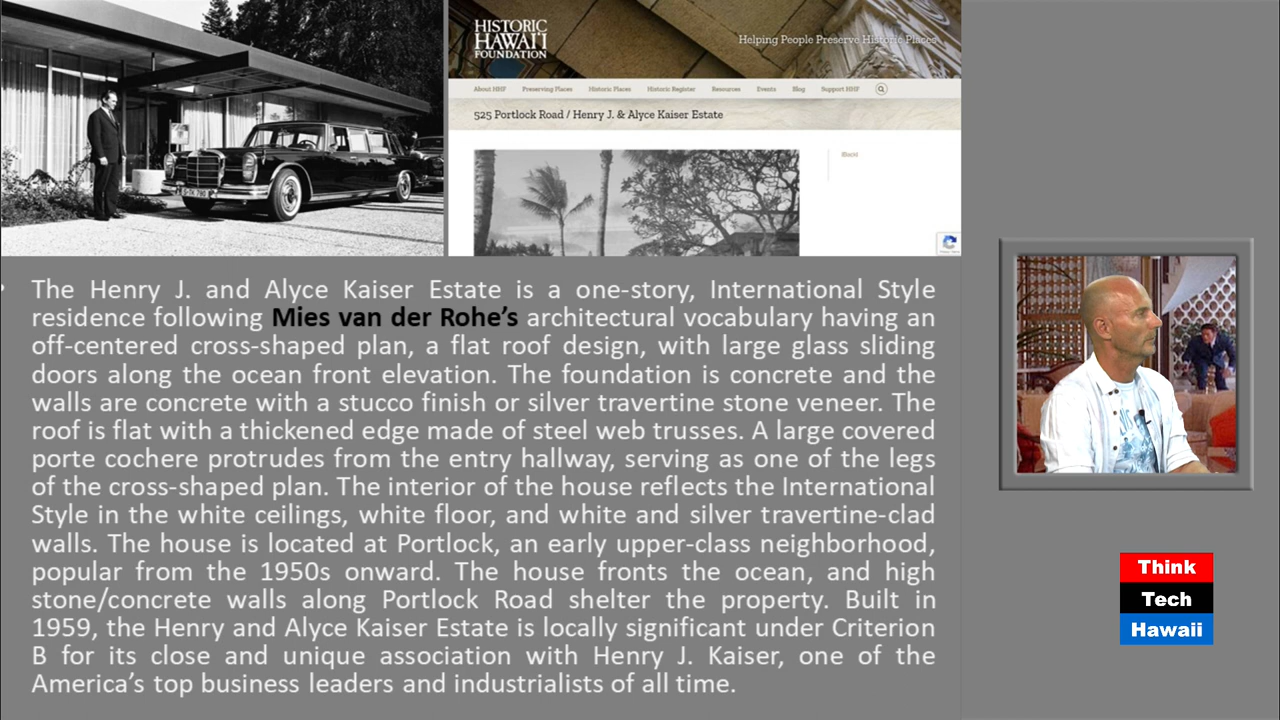 HISTORIC
HAWAI'I
FOUNDATION
Helping People Preserve Historic Places
About HHF Preserving Places Historic Places Historic Register Resources Events Blog Support HHF
525 Portlock Road / Henry J. & Alyce Kaiser Estate
The Henry J. and Alyce Kaiser Estate is a one-story, International Style
residence following Mies van der Rohe’s architectural vocabulary having an
off-centered cross-shaped plan, a flat roof design, with large glass sliding
doors along the ocean front elevation. The foundation is concrete and the
walls are concrete with a stucco finish or silver travertine stone veneer. The
roof is flat with a thickened edge made of steel web trusses. A large covered
porte cochere protrudes from the entry hallway, serving as one of the legs
of the cross-shaped plan. The interior of the house reflects the International
Style in the white ceilings, white floor, and white and silver travertine-clad
walls. The house is located at Portlock, an early upper-class neighborhood,
popular from the 1950s onward. The house fronts the ocean, and high
stone/concrete walls along Portlock Road shelter the property. Built in
1959, the Henry and Alyce Kaiser Estate is locally significant under Criterion
B for its close and unique association with Henry J. Kaiser, one of the
America’s top business leaders and industrialists of all time.
Think
Tech
Hawaii